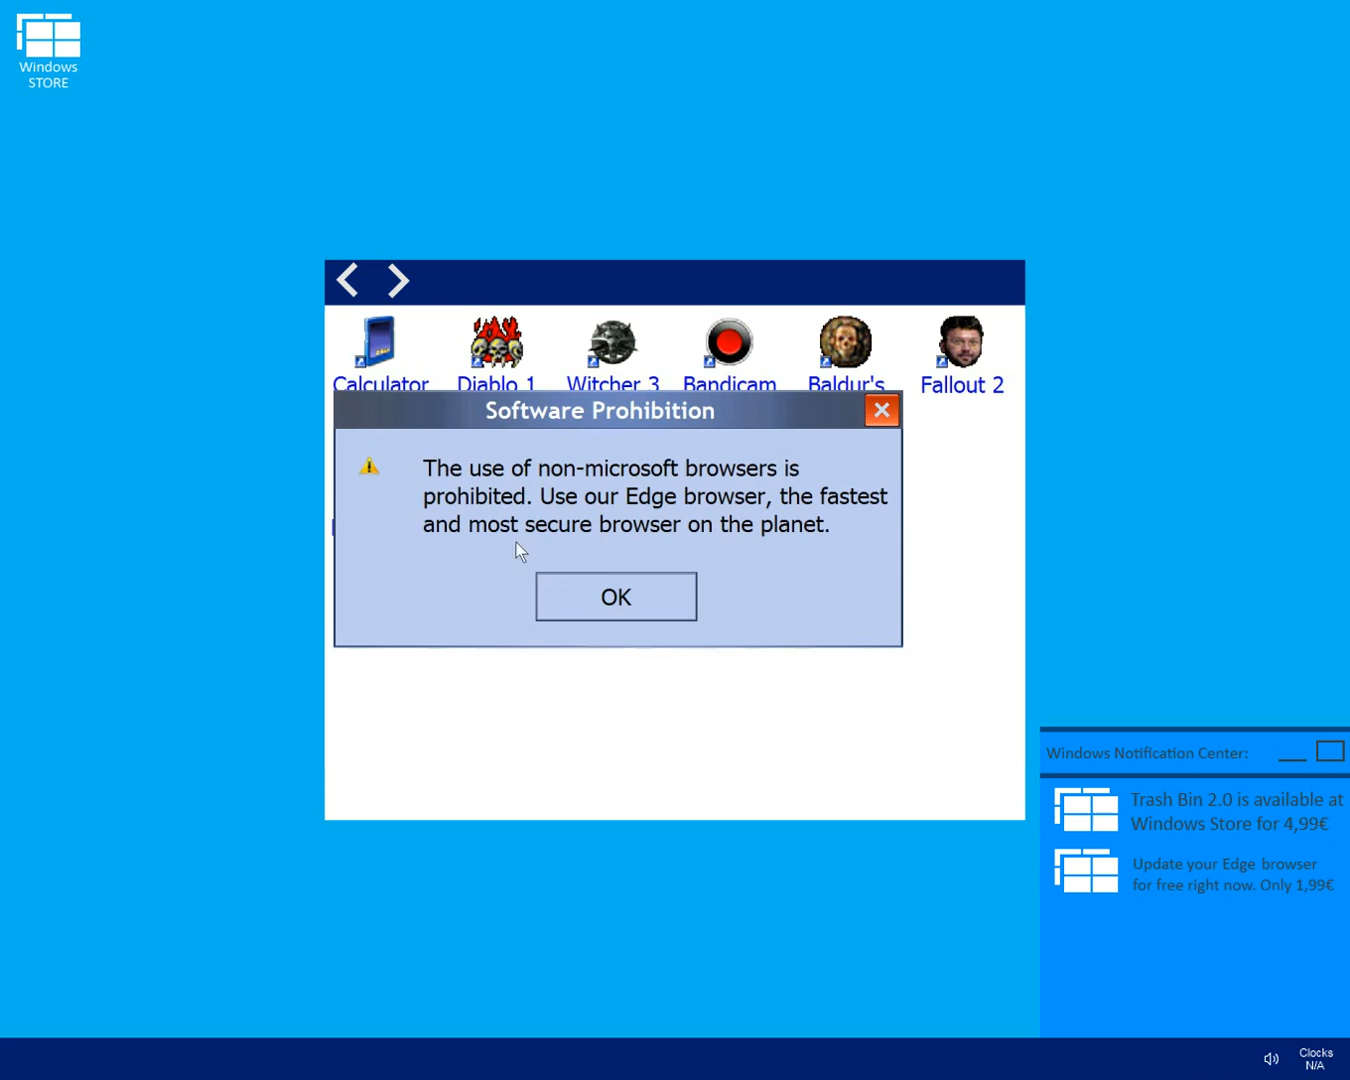 Windows
STORE
Calculator Diablo 1 Witcher 3 Bandicam Baldur's Fallout 2
Software Prohibition
The use of non-microsoft browsers is
prohibited. Use our Edge browser, the fastest
and most secure browser on the planet.
OK
Windows Notification Center:
Trash Bin 2.0 is available at
Windows Store for 4,99€
Update your Edge browser
for free right now. Only 1,99€
Clocks
N/A